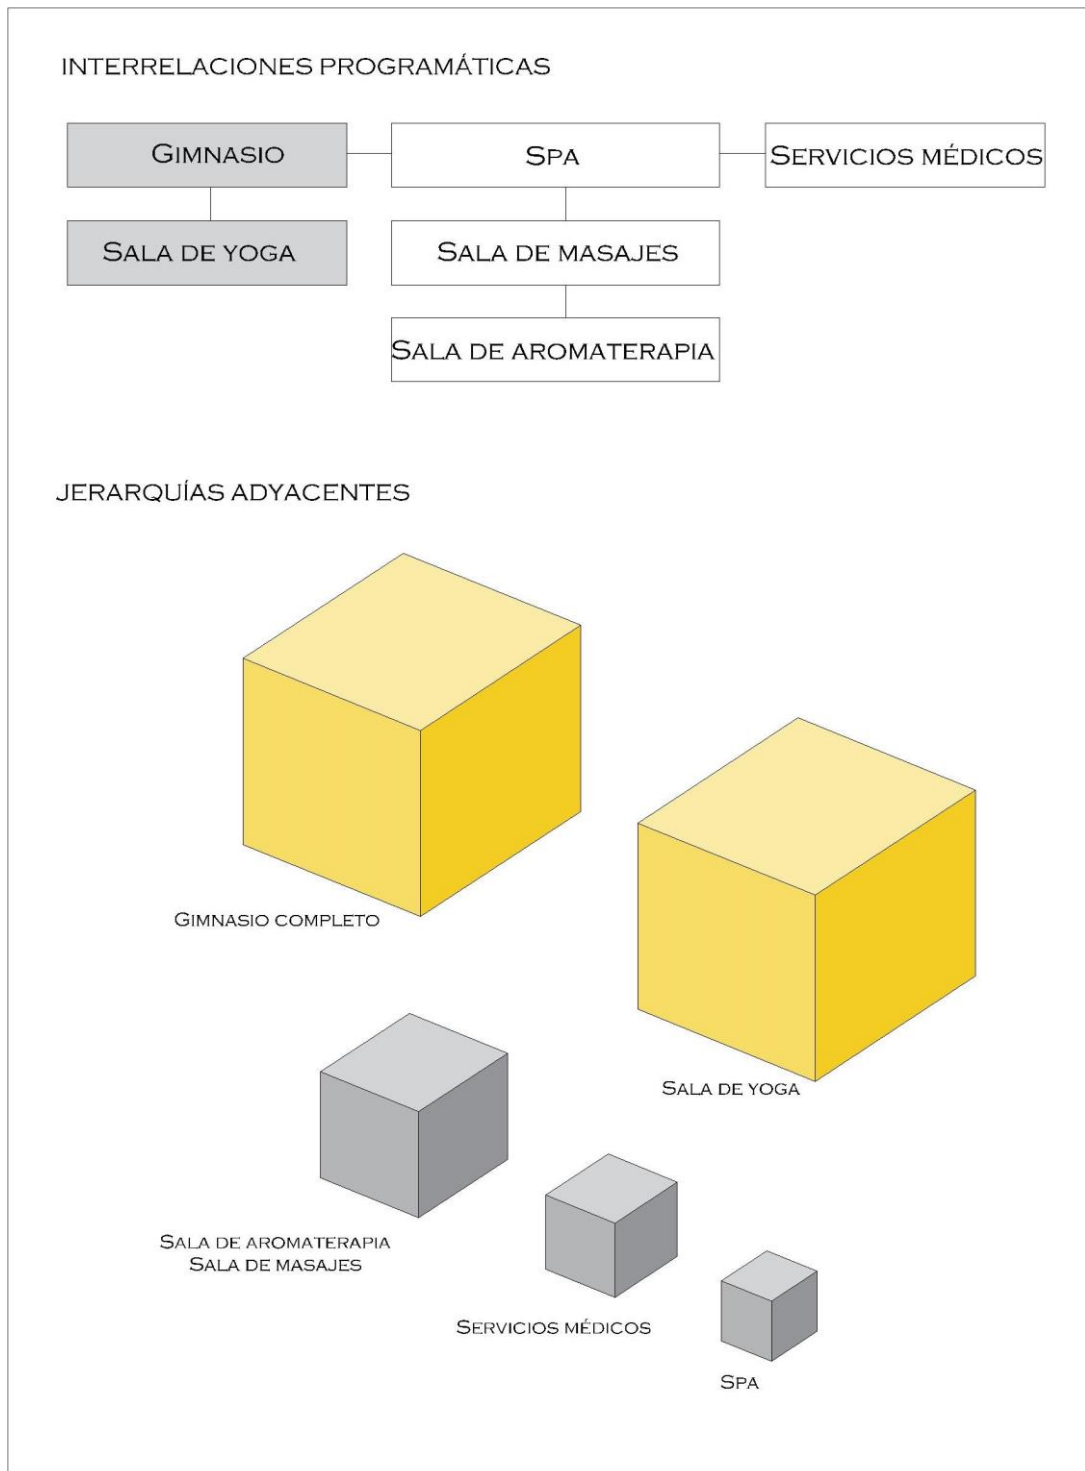 INTERRELACIONES PROGRAMÁTICAS
GIMNASIO
SPA
SERVICIOS MÉDICOS
SALA DE YOGA
SALA DE MASAJES
SALA DE AROMATERAPIA
JERARQUÍAS ADYACENTES
GIMNASIO COMPLETO
SALA DE YOGA
SALA DE AROMATERAPIA
SALA DE MASAJES
SERVICIOS MÉDICOS
SPA